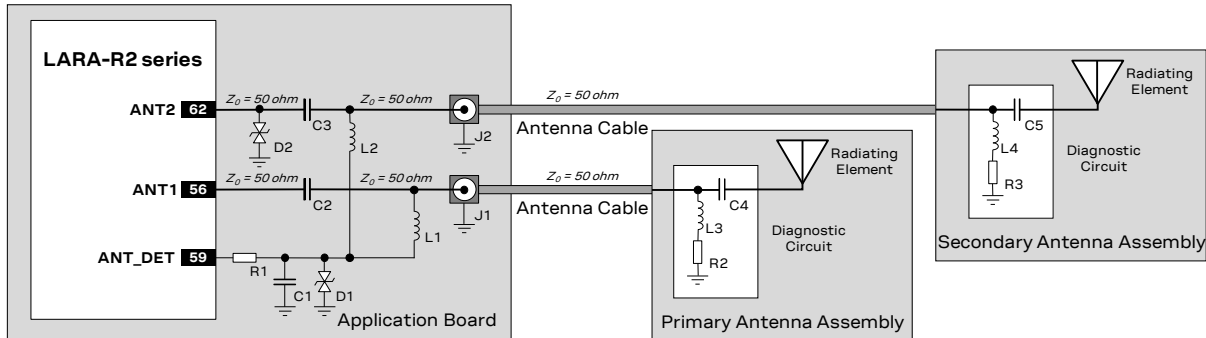 LARA-R2 series
ANT2 62
Z₀ = 50 ohm
C3
Z₀ = 50 ohm
D2
L2
J2
Z₀ = 50 ohm
Antenna Cable
ANT1 56
Z₀ = 50 ohm
C2
Z₀ = 50 ohm
J1
L1
Z₀ = 50 ohm
Antenna Cable
ANT_DET 59
R1
C1
D1
Application Board
Radiating
Element
C4
L3
R2
Diagnostic
Circuit
Primary Antenna Assembly
Radiating
Element
C5
L4
R3
Diagnostic
Circuit
Secondary Antenna Assembly